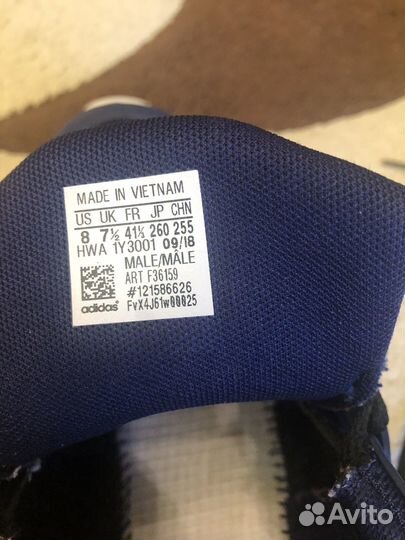 MADE IN VIETNAM
US UK FR JP CHN
8 7½ 41⅓ 260 255
HWA 1Y3001 09/18
MALE/MÂLE
ART F36159
#121586626
adidas FvX4J61w00025
Avito